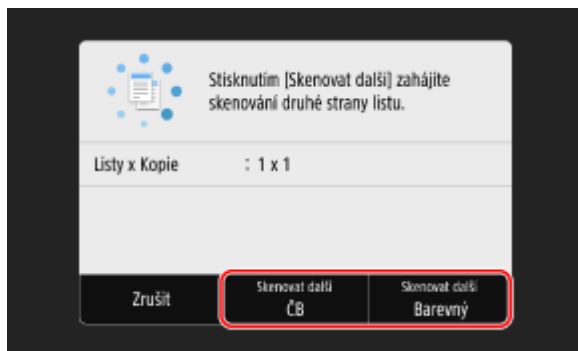 Stisknutím [Skenovat další] zahájíte
skenování druhé strany listu.
Listy x Kopie : 1 x 1
Zrušit
Skenovat další
ČB
Skenovat další
Barevný